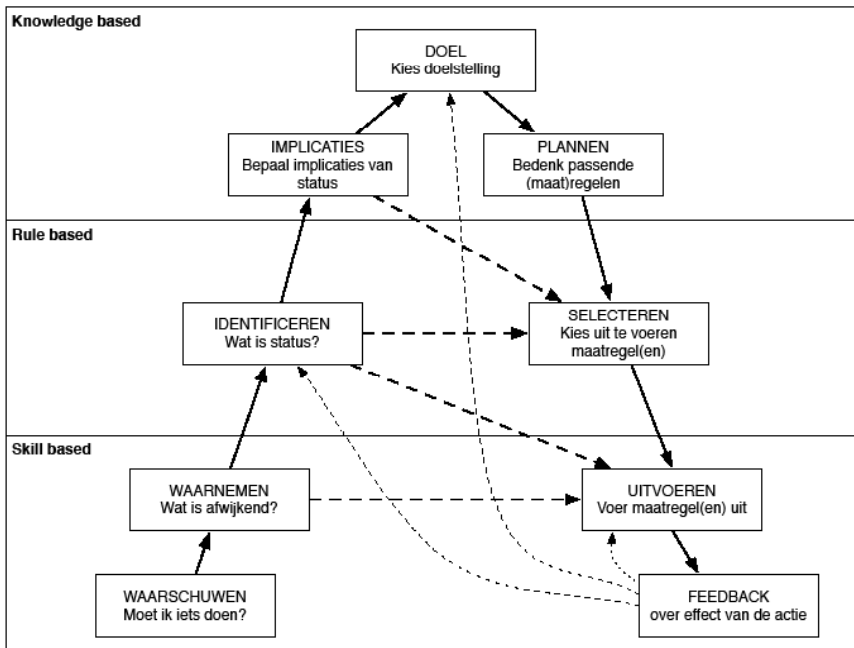 Knowledge based
DOEL
Kies doelstelling
IMPLICATIES
Bepaal implicaties van
status
PLANNEN
Bedenk passende
(maat)regelen
Rule based
IDENTIFICEREN
Wat is status?
SELECTEREN
Kies uit te voeren
maatregel(en)
Skill based
WAARNEMEN
Wat is afwijkend?
UITVOEREN
Voer maatregel(en) uit
WAARSCHUWEN
Moet ik iets doen?
FEEDBACK
over effect van de actie